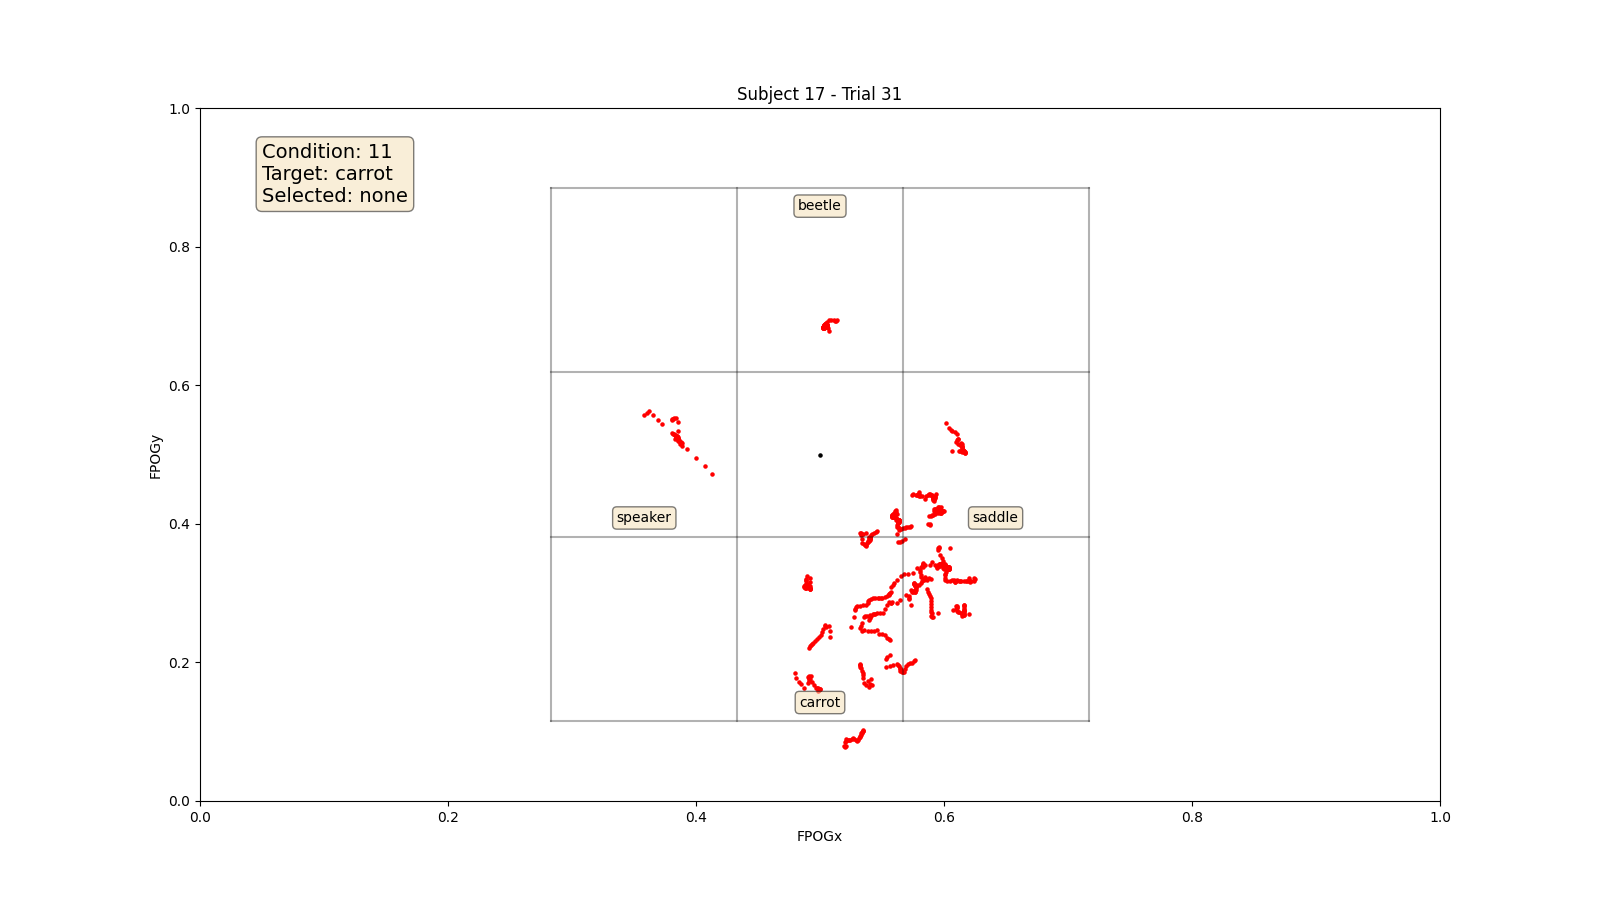 Subject 17 - Trial 31
1.0
Condition: 11
Target: carrot
Selected: none
beetle
0.8
0.6
FPOGy
speaker
saddle
0.4
0.2
carrot
0.0
0.0
0.2
0.4
0.6
0.8
1.0
FPOGx